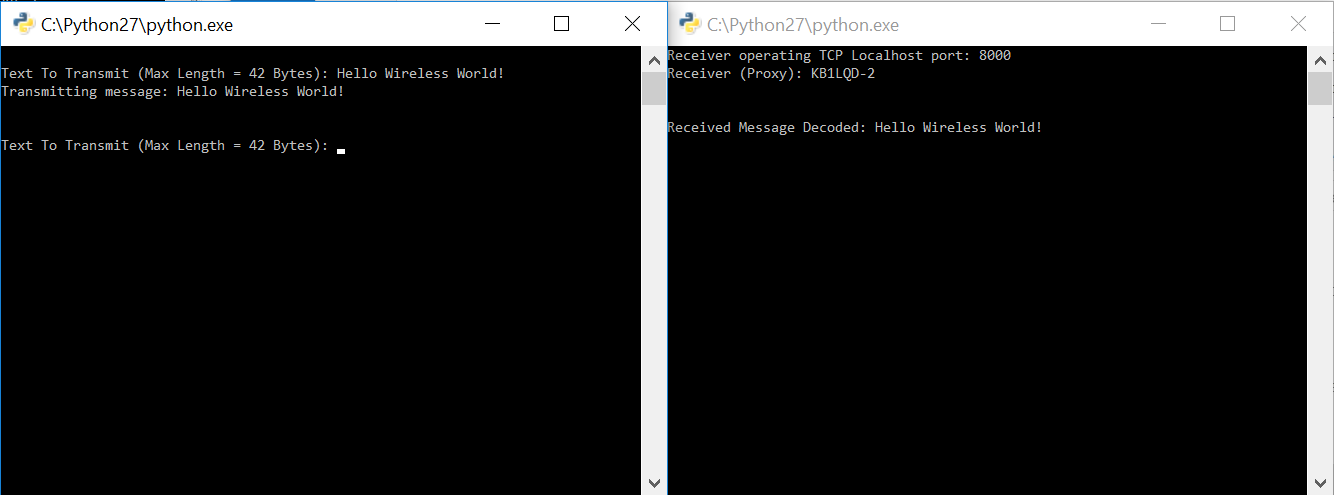 C:\Python27\python.exe
Text To Transmit (Max Length = 42 Bytes): Hello Wireless World!
Transmitting message: Hello Wireless World!
Text To Transmit (Max Length = 42 Bytes):
C:\Python27\python.exe
Receiver operating TCP Localhost port: 8000
Receiver (Proxy): KB1LQD-2
Received Message Decoded: Hello Wireless World!